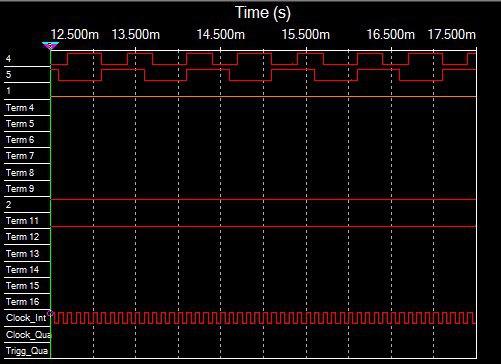 Time (s)
12.500m 13.500m 14.500m 15.500m 16.500m 17.500m
4
5
1
Term 4
Term 5
Term 6
Term 7
Term 8
Term 9
2
Term 11
Term 12
Term 13
Term 14
Term 15
Term 16
Clock_Int
Clock_Qua
Trigg_Qua